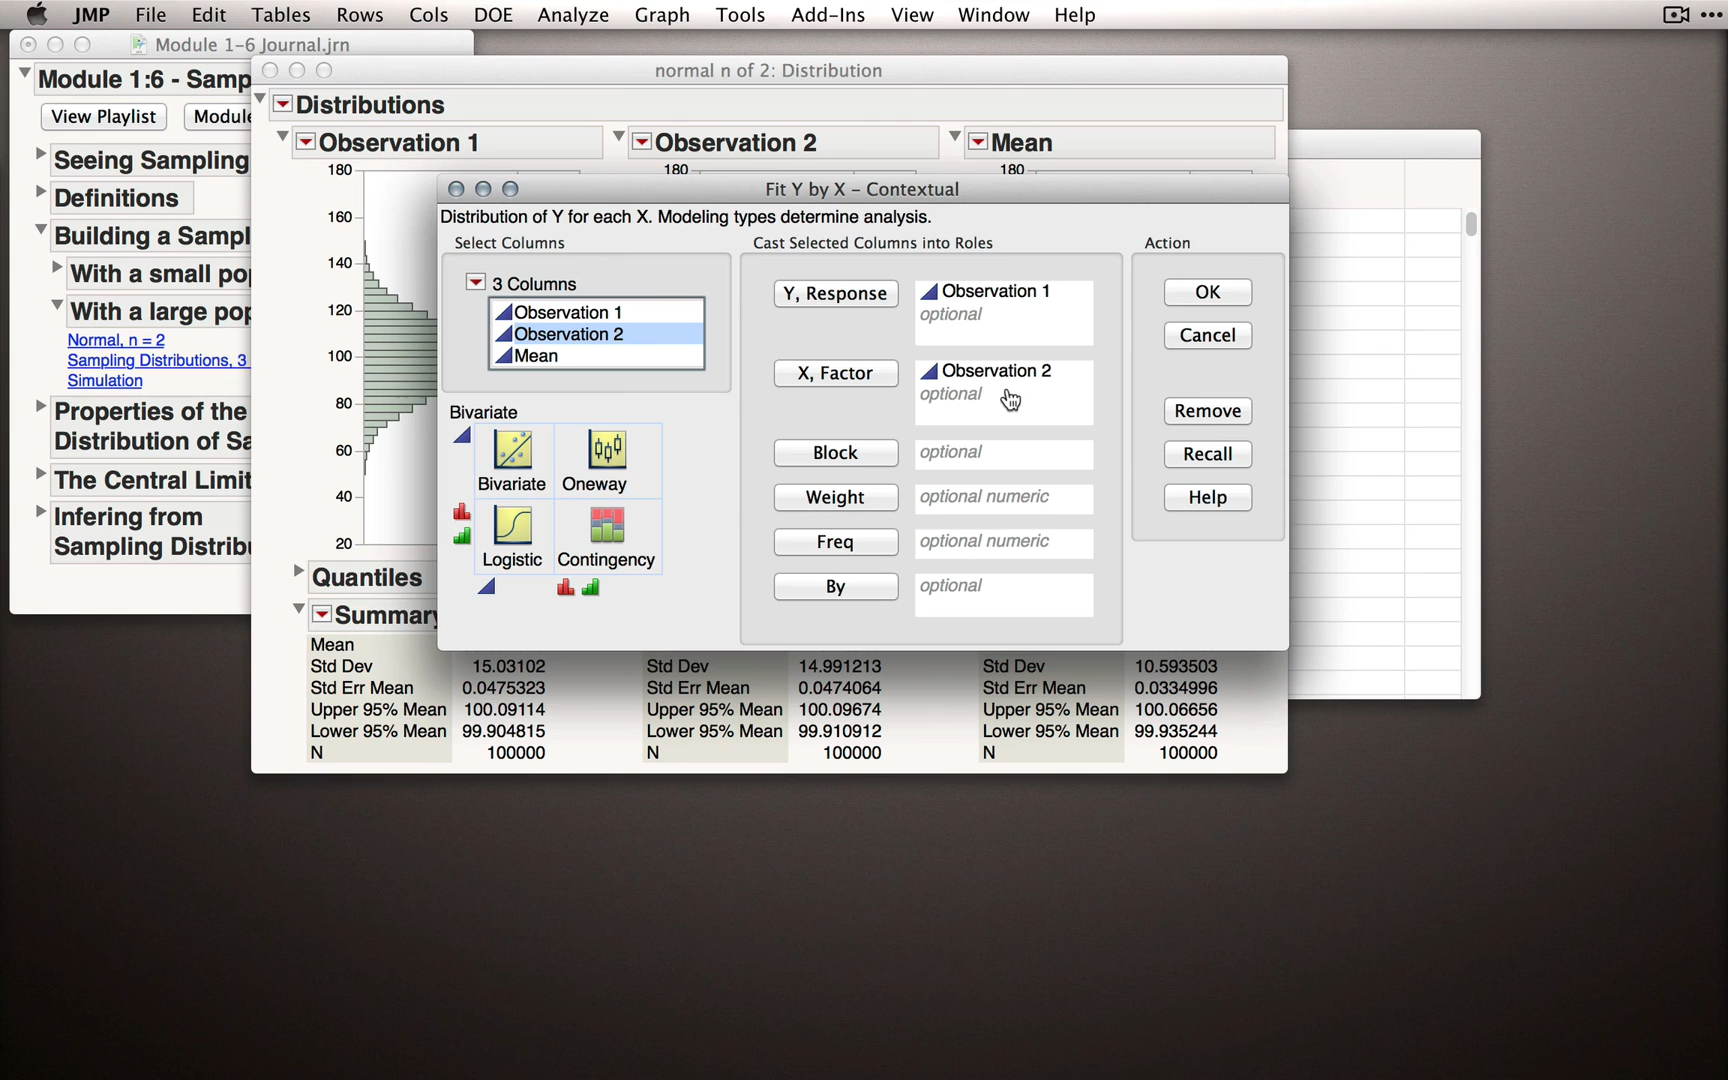 JMP File Edit Tables Rows Cols DOE Analyze Graph Tools Add-Ins View Window Help
Module 1-6 Journal.jrn
Module 1:6 - Samp
View Playlist Module
Seeing Sampling
Definitions
Building a Sampl
With a small pop
With a large pop
Normal, n = 2
Sampling Distributions, 3
Simulation
Properties of the
Distribution of Sa
The Central Limit
Infering from
Sampling Distribu
normal n of 2: Distribution
Distributions
Observation 1 Observation 2 Mean
180 180 180
160
140
120
100
80
60
40
20
Quantiles
Summary
Mean
Std Dev 15.03102 Std Dev 14.991213 Std Dev 10.593503
Std Err Mean 0.0475323 Std Err Mean 0.0474064 Std Err Mean 0.0334996
Upper 95% Mean 100.09114 Upper 95% Mean 100.09674 Upper 95% Mean 100.06656
Lower 95% Mean 99.904815 Lower 95% Mean 99.910912 Lower 95% Mean 99.935244
N 100000 N 100000 N 100000
Fit Y by X - Contextual
Distribution of Y for each X. Modeling types determine analysis.
Select Columns
3 Columns
Observation 1
Observation 2
Mean
Bivariate
Bivariate Oneway
Logistic Contingency
Cast Selected Columns into Roles
Y, Response Observation 1
optional
X, Factor Observation 2
optional
Block optional
Weight optional numeric
Freq optional numeric
By optional
Action
OK
Cancel
Remove
Recall
Help